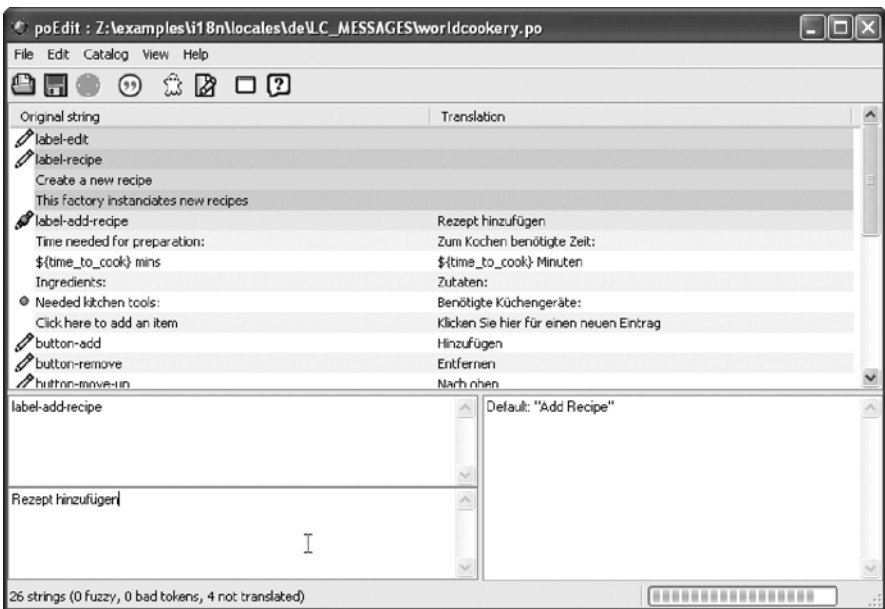 poEdit : Z:\examples\i18n\locales\de\LC_MESSAGES\worldcookery.po
File Edit Catalog View Help
Original string Translation
label-edit
label-recipe
Create a new recipe
This factory instanciates new recipes
label-add-recipe Rezept hinzufügen
Time needed for preparation: Zum Kochen benötigte Zeit:
${time_to_cook} mins ${time_to_cook} Minuten
Ingredients: Zutaten:
Needed kitchen tools: Benötigte Küchengeräte:
Click here to add an item Klicken Sie hier für einen neuen Eintrag
button-add Hinzufügen
button-remove Entfernen
button-move-up Nach oben
label-add-recipe Default: "Add Recipe"
Rezept hinzufügen
26 strings (0 fuzzy, 0 bad tokens, 4 not translated)